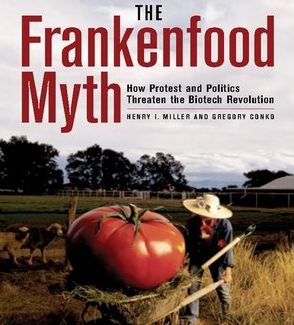 THE
Frankenfood
Myth
How Protest and Politics
Threaten the Biotech Revolution
HENRY I. MILLER AND GREGORY CONKO